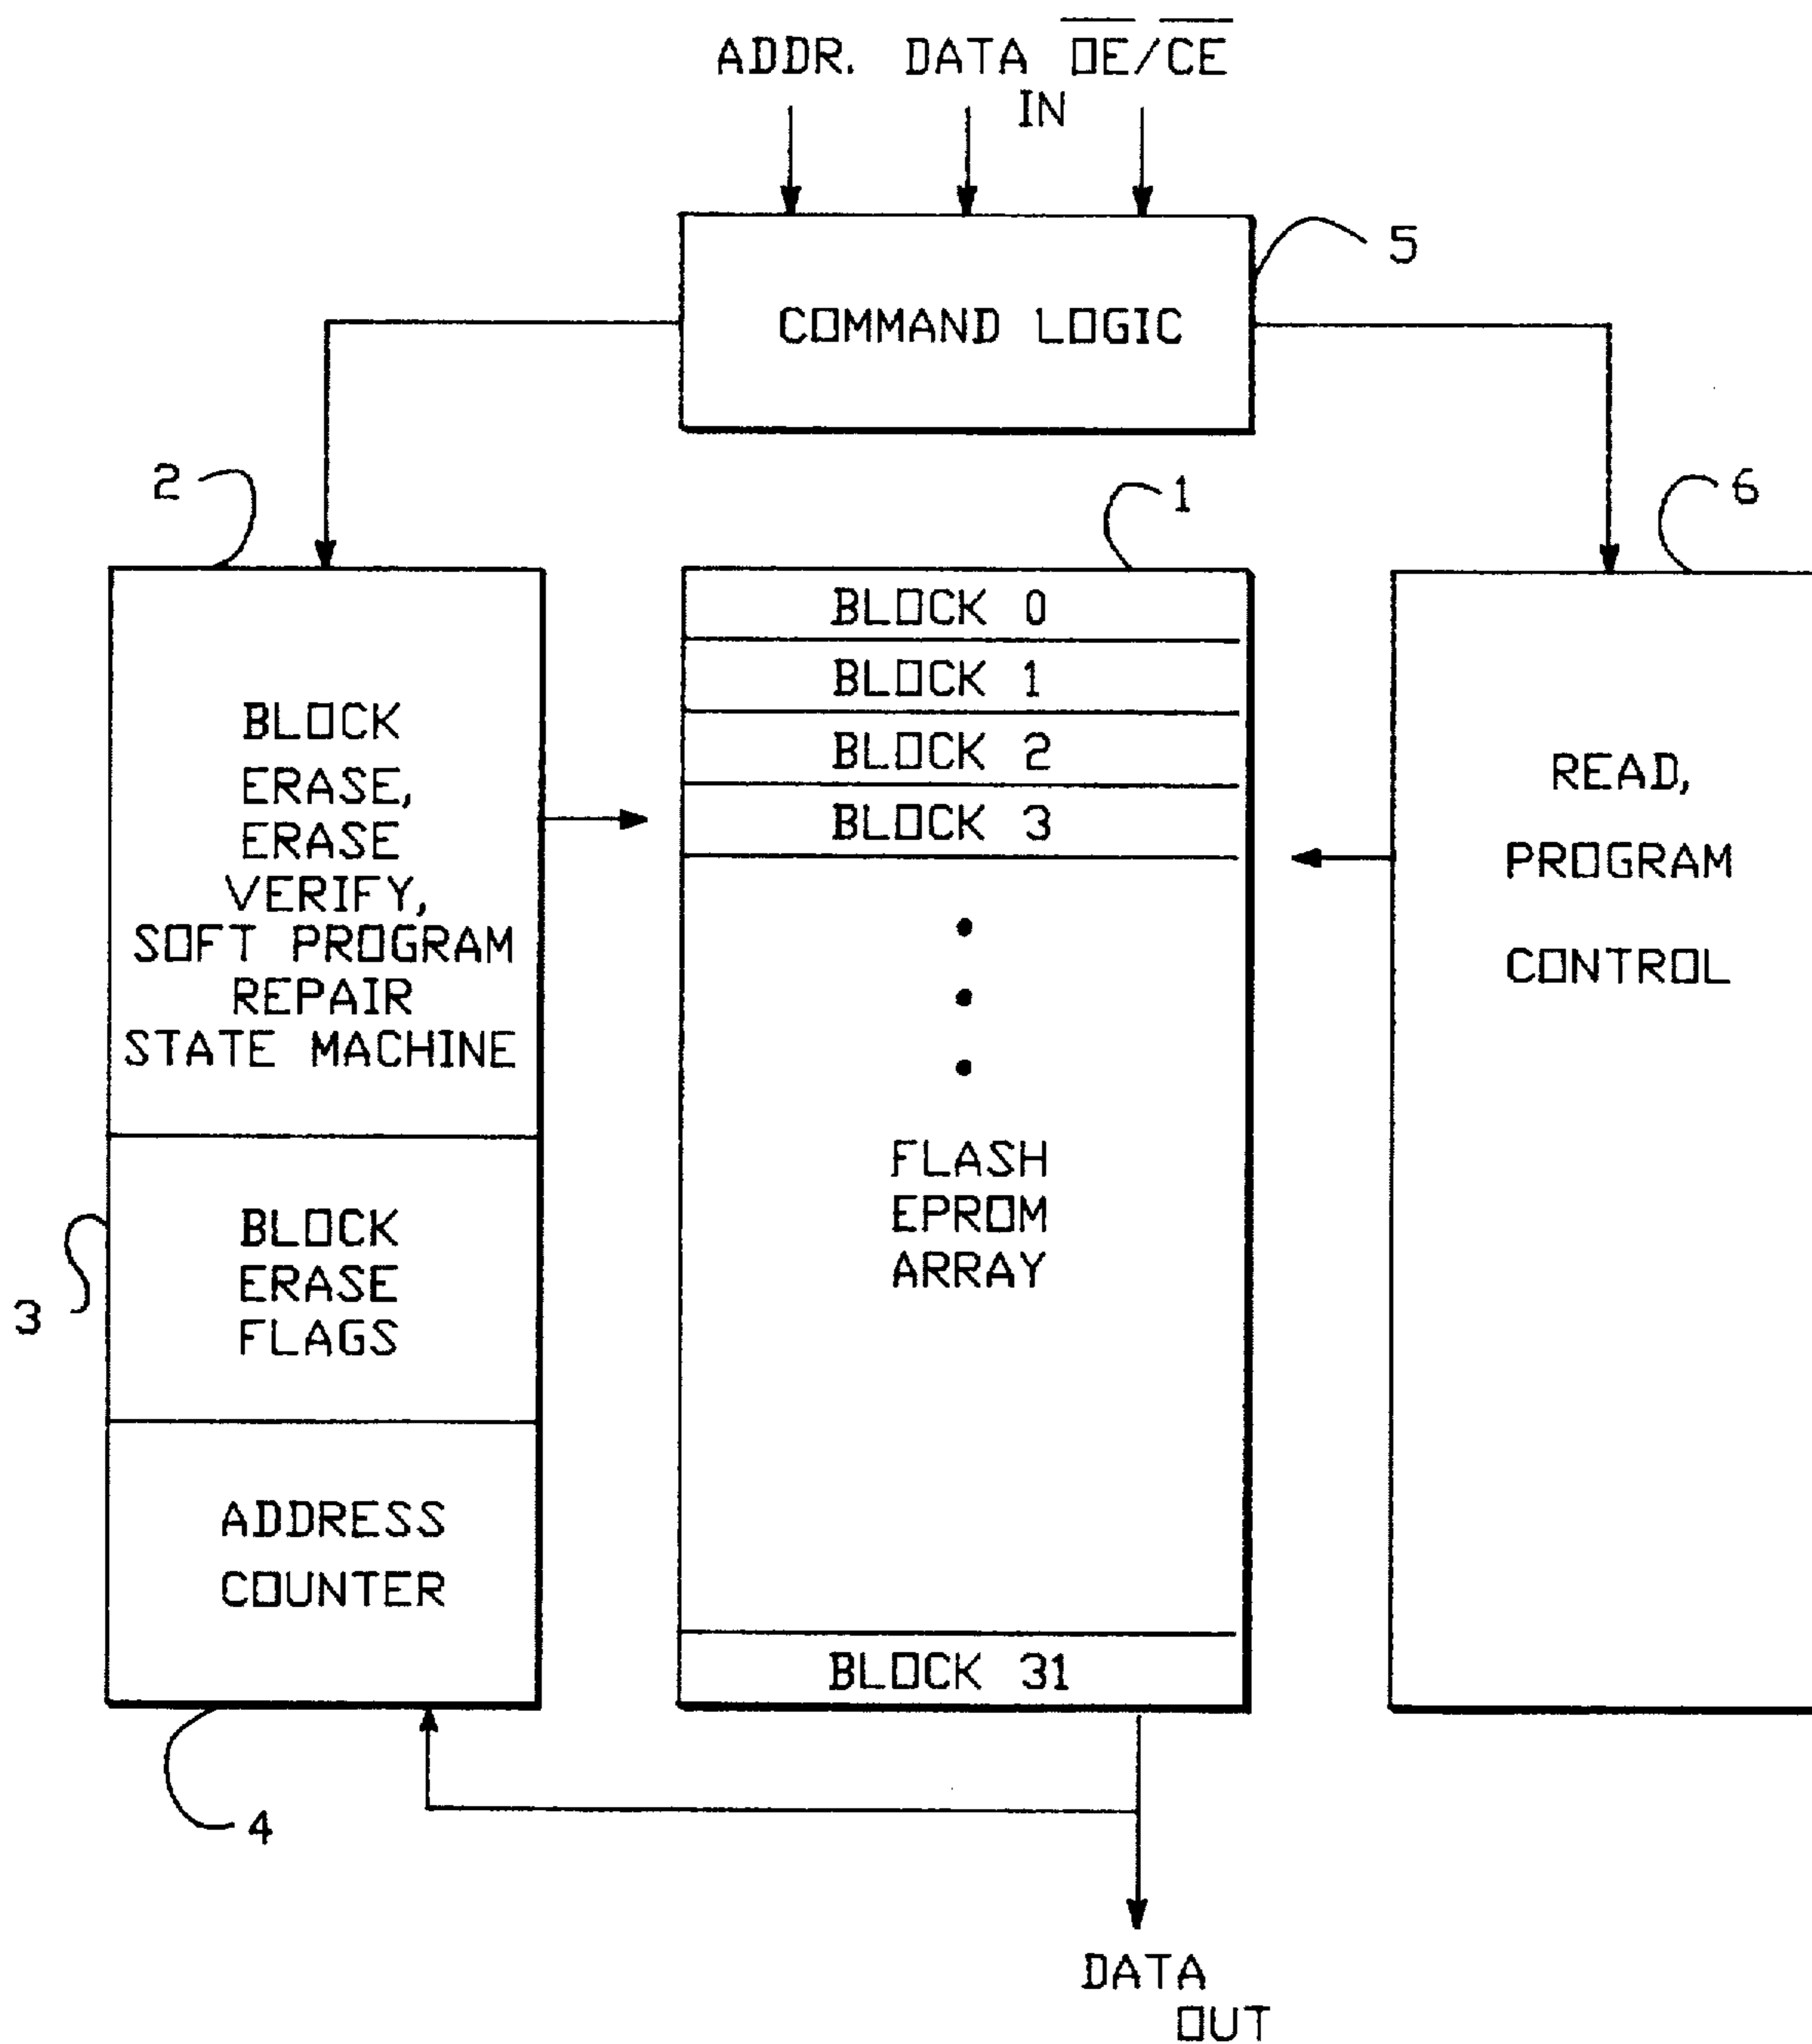 ADDR. DATA O̅E̅/C̅E̅
IN
5
COMMAND LOGIC
2
1
6
BLOCK 0
BLOCK 1
BLOCK 2
BLOCK 3
BLOCK
ERASE,
ERASE
VERIFY,
SOFT PROGRAM
REPAIR
STATE MACHINE
READ,
PROGRAM
CONTROL
FLASH
EPROM
ARRAY
3
BLOCK
ERASE
FLAGS
ADDRESS
COUNTER
BLOCK 31
4
DATA
OUT